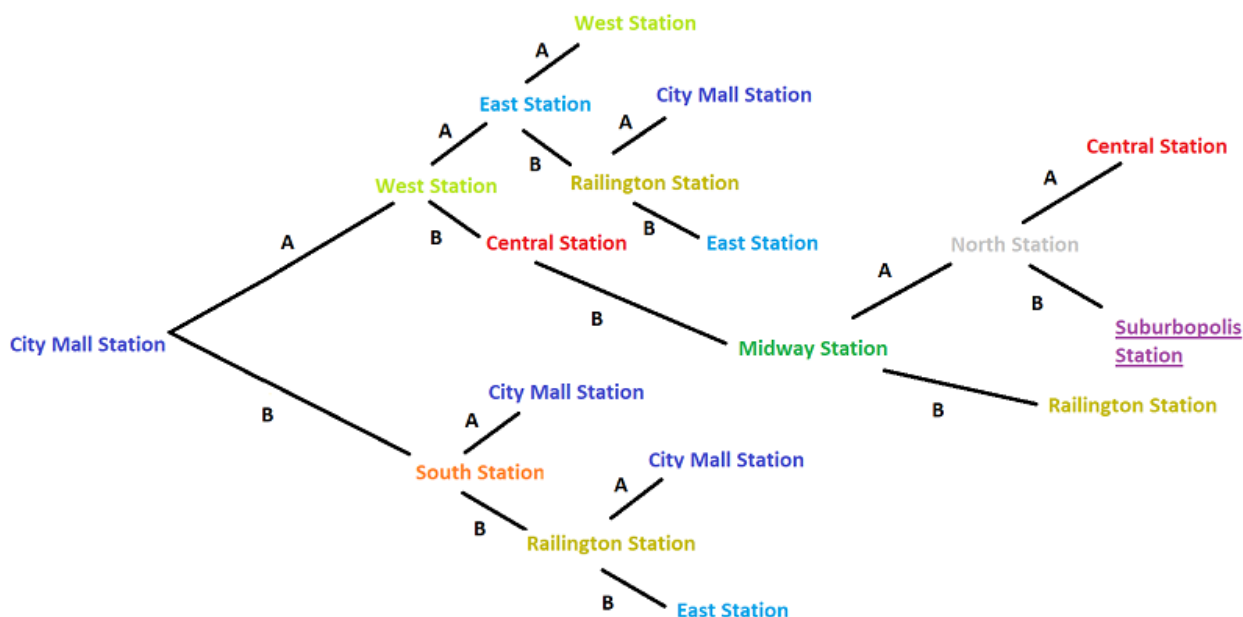 West Station
A
East Station
City Mall Station
A
A
B
Central Station
West Station
Railington Station
A
B
B
A
Central Station
East Station
North Station
A
B
B
City Mall Station
Midway Station
Suburbopolis
Station
City Mall Station
B
A
B
Railington Station
City Mall Station
South Station
A
B
Railington Station
B
East Station